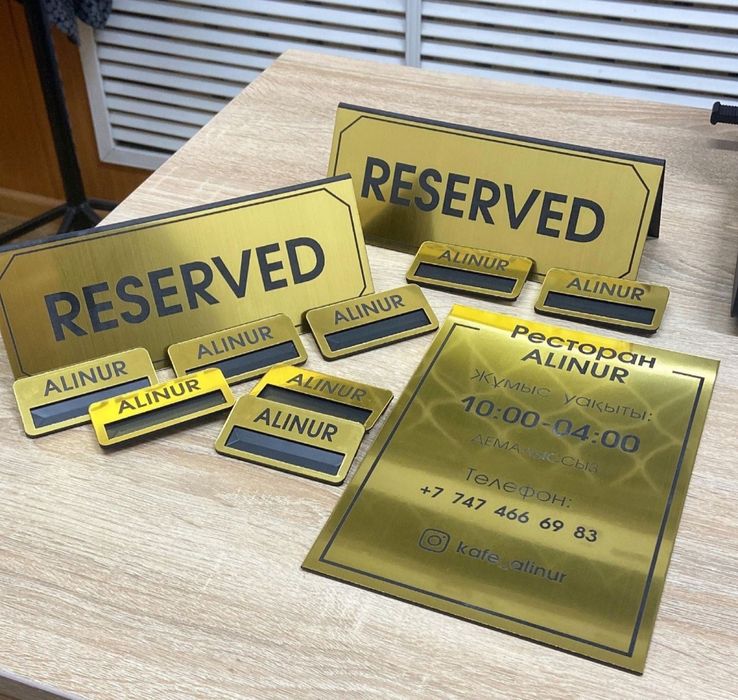 RESERVED
RESERVED
ALINUR
ALINUR
ALINUR
ALINUR
ALINUR
ALINUR
ALINUR
ALINUR
Ресторан
ALINUR
Жұмыс уақыты:
10:00-04:00
ДЕМАЛЫССЫЗ
Телефон:
+7 747 466 69 83
kafe_alinur